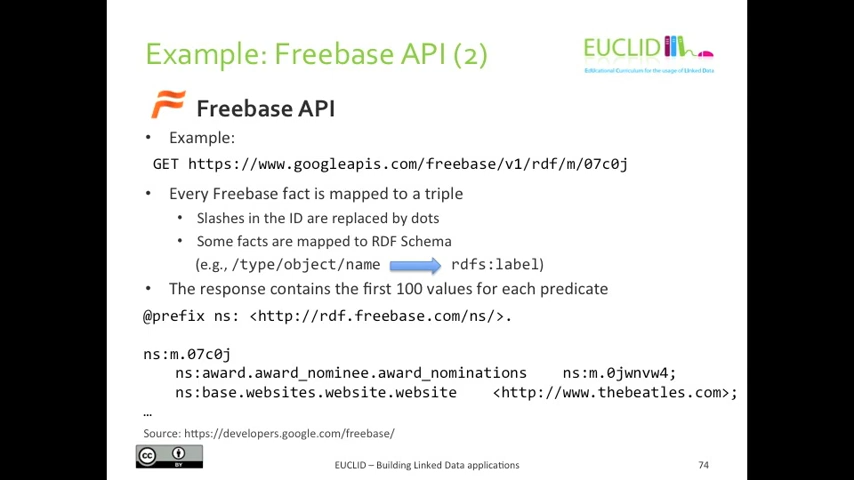 Example: Freebase API (2)
EUCLID
EdUcational Curriculum for the usage of Linked Data
Freebase API
• Example:
GET https://www.googleapis.com/freebase/v1/rdf/m/07c0j
• Every Freebase fact is mapped to a triple
• Slashes in the ID are replaced by dots
• Some facts are mapped to RDF Schema
(e.g., /type/object/name rdfs:label)
• The response contains the first 100 values for each predicate
@prefix ns: <http://rdf.freebase.com/ns/>.
ns:m.07c0j
ns:award.award_nominee.award_nominations ns:m.0jwnvw4;
ns:base.websites.website.website <http://www.thebeatles.com>;
…
Source: https://developers.google.com/freebase/
cc BY
EUCLID – Building Linked Data applications
74